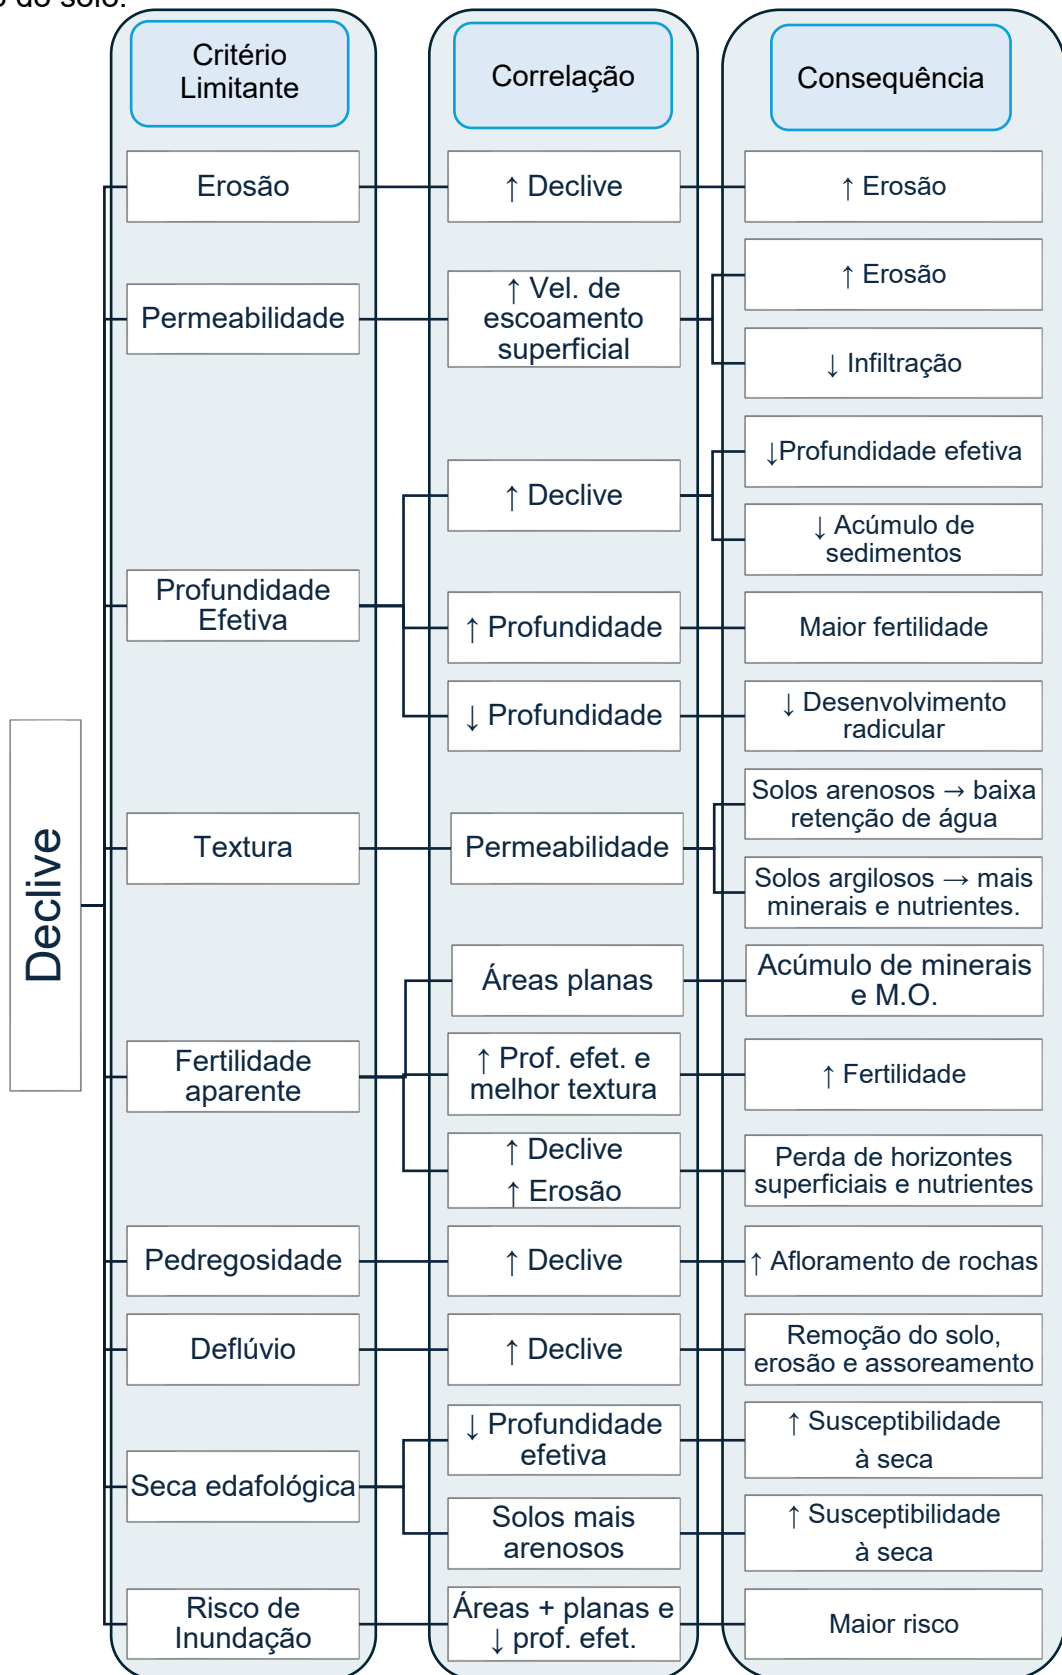 do solo.
Critério
Limitante
Correlação
Consequência
Declive
Erosão
↑ Declive
↑ Erosão
Permeabilidade
↑ Vel. de
escoamento
superficial
↑ Erosão
↓ Infiltração
Profundidade
Efetiva
↑ Declive
↓Profundidade efetiva
↓ Acúmulo de
sedimentos
↑ Profundidade
Maior fertilidade
↓ Profundidade
↓ Desenvolvimento
radicular
Textura
Permeabilidade
Solos arenosos → baixa
retenção de água
Solos argilosos → mais
minerais e nutrientes.
Fertilidade
aparente
Áreas planas
Acúmulo de minerais
e M.O.
↑ Prof. efet. e
melhor textura
↑ Fertilidade
↑ Declive
↑ Erosão
Perda de horizontes
superficiais e nutrientes
Pedregosidade
↑ Declive
↑ Afloramento de rochas
Deflúvio
↑ Declive
Remoção do solo,
erosão e assoreamento
Seca edafológica
↓ Profundidade
efetiva
↑ Susceptibilidade
à seca
Solos mais
arenosos
↑ Susceptibilidade
à seca
Risco de
Inundação
Áreas + planas e
↓ prof. efet.
Maior risco